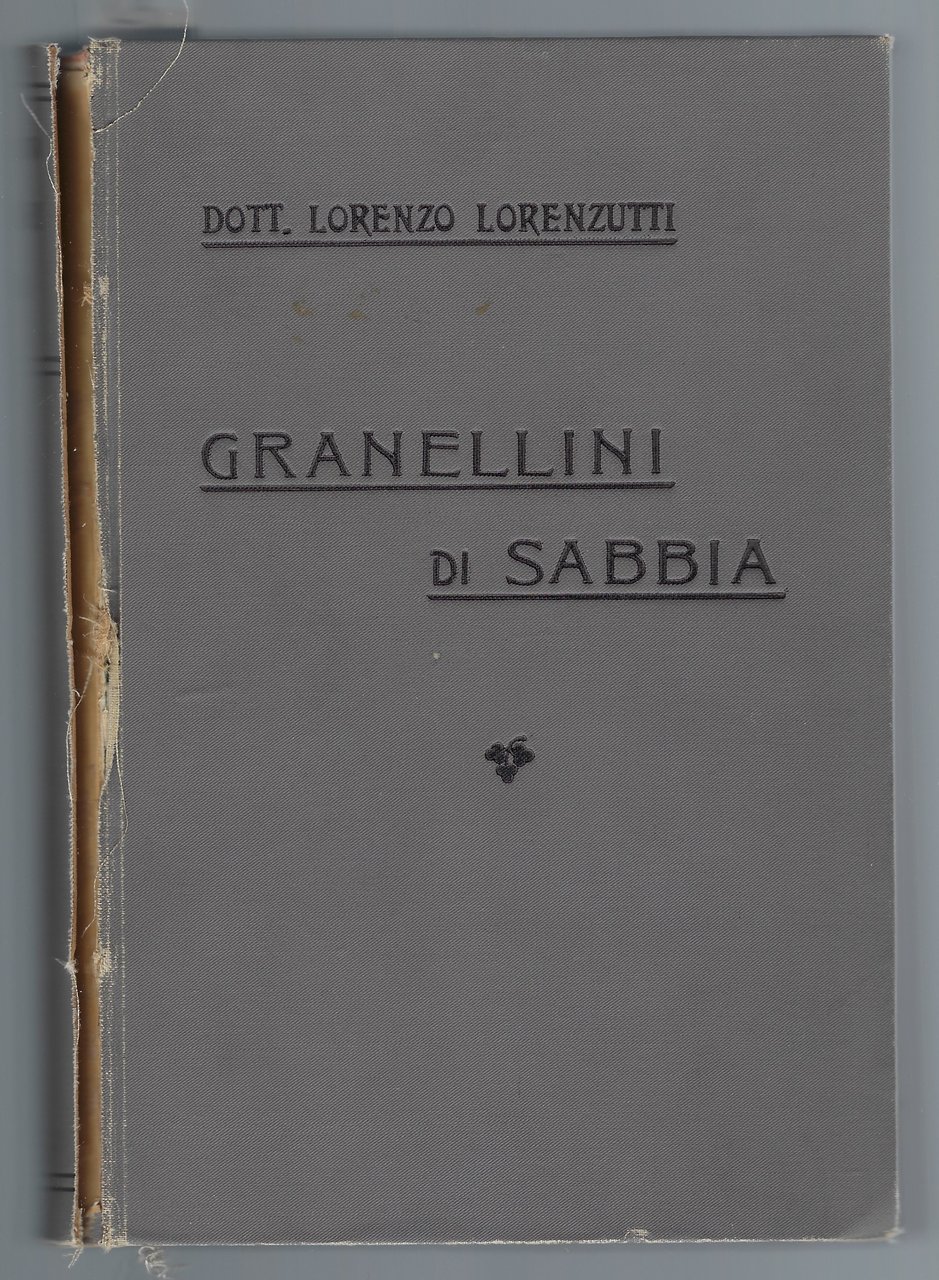 DOTT. LORENZO LORENZUTTI
GRANELLINI
DI SABBIA